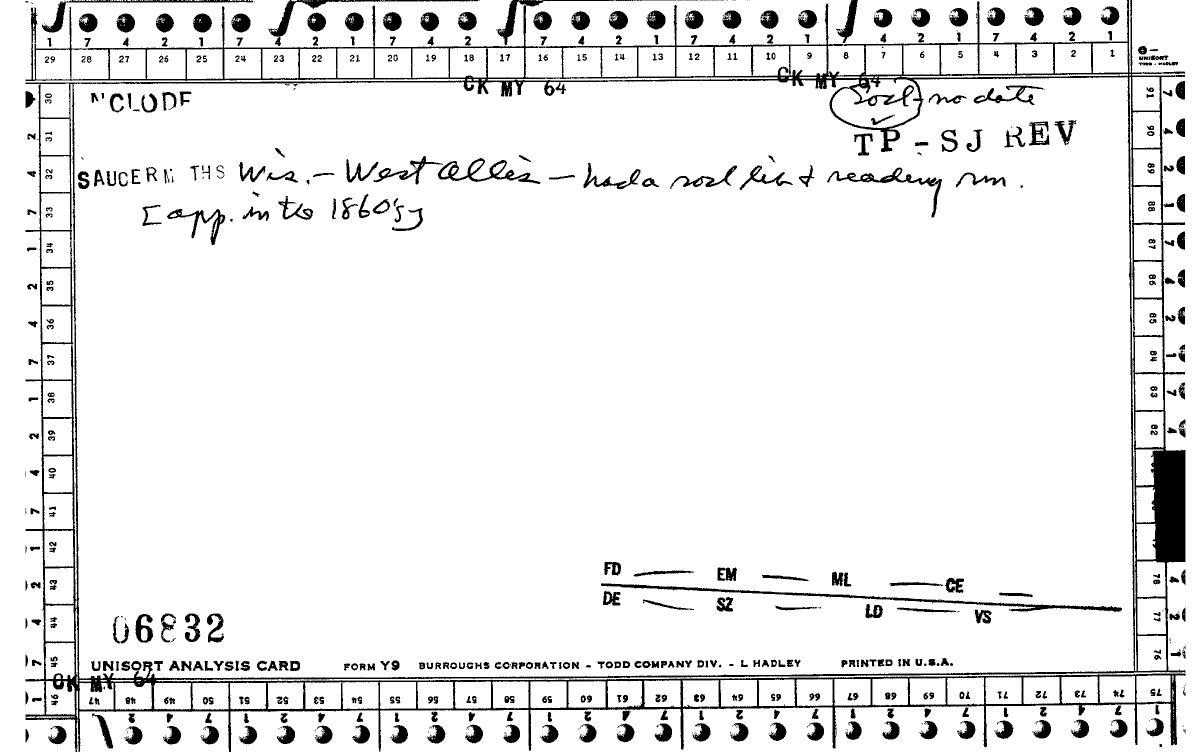 1 7 4 2 1 7 4 2 1 7 4 2 1 7 4 2 1 7 4 2 1 7 4 2 1 7 4 2 1
29 28 27 26 25 24 23 22 21 20 19 18 17 16 15 14 13 12 11 10 9 8 7 6 5 4 3 2 1
UNISORT
TODD - HADLEY
CK MY 64
CK MY 64
Socl - no date
TP - SJ REV
SAUCERM THS Wis. - West Allis - had a socl lib & reading rm.
[app. in to 1860's]
30 31 32 33 34 35 36 37 38 39 40 41 42 43 44 45 46
91 90 89 88 87 86 85 84 83 82
78 77 76 75
FD EM ML CE
DE SZ LD VS
06832
UNISORT ANALYSIS CARD FORM Y9 BURROUGHS CORPORATION - TODD COMPANY DIV. - L HADLEY PRINTED IN U.S.A.
CK MY 64
47 48 49 50 51 52 53 54 55 56 57 58 59 60 61 62 63 64 65 66 67 68 69 70 71 72 73 74